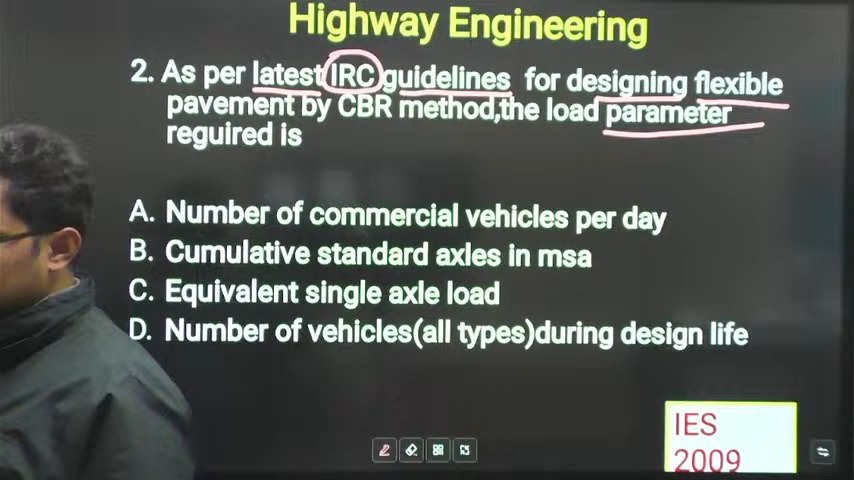 Highway Engineering
2. As per latest IRC guidelines for designing flexible
pavement by CBR method,the load parameter
reguired is
A. Number of commercial vehicles per day
B. Cumulative standard axles in msa
C. Equivalent single axle load
D. Number of vehicles(all types)during design life
IES
2009